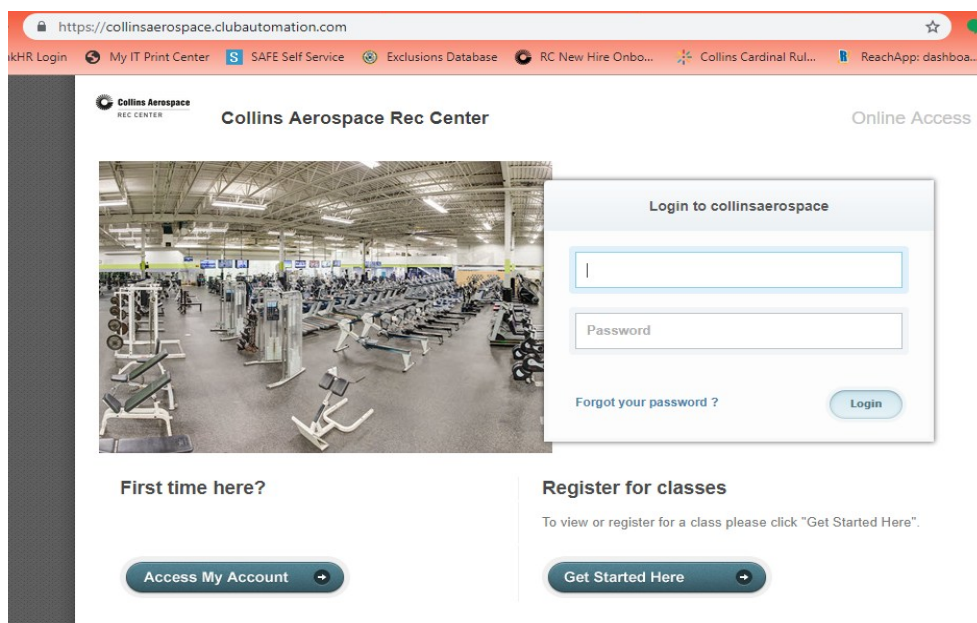 https://collinsaerospace.clubautomation.com
kHR Login My IT Print Center S SAFE Self Service Exclusions Database RC New Hire Onbo... Collins Cardinal Rul... R ReachApp: dashboa...
Collins Aerospace
REC CENTER
Collins Aerospace Rec Center
Online Access
Login to collinsaerospace
Password
Forgot your password ?
Login
First time here?
Access My Account
Register for classes
To view or register for a class please click "Get Started Here".
Get Started Here